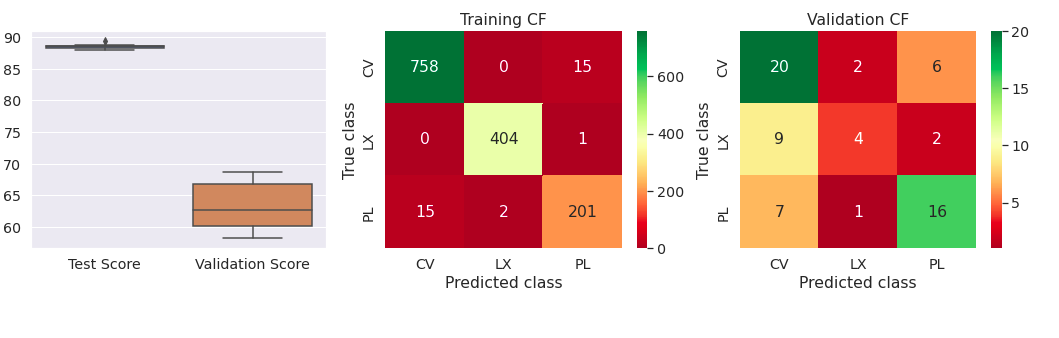 90
85
80
75
70
65
60
Test Score
Validation Score
Training CF
True class
CV
LX
PL
758 0 15
0 404 1
15 2 201
CV LX PL
Predicted class
600
400
200
0
Validation CF
True class
CV
LX
PL
20 2 6
9 4 2
7 1 16
CV LX PL
Predicted class
20
15
10
5